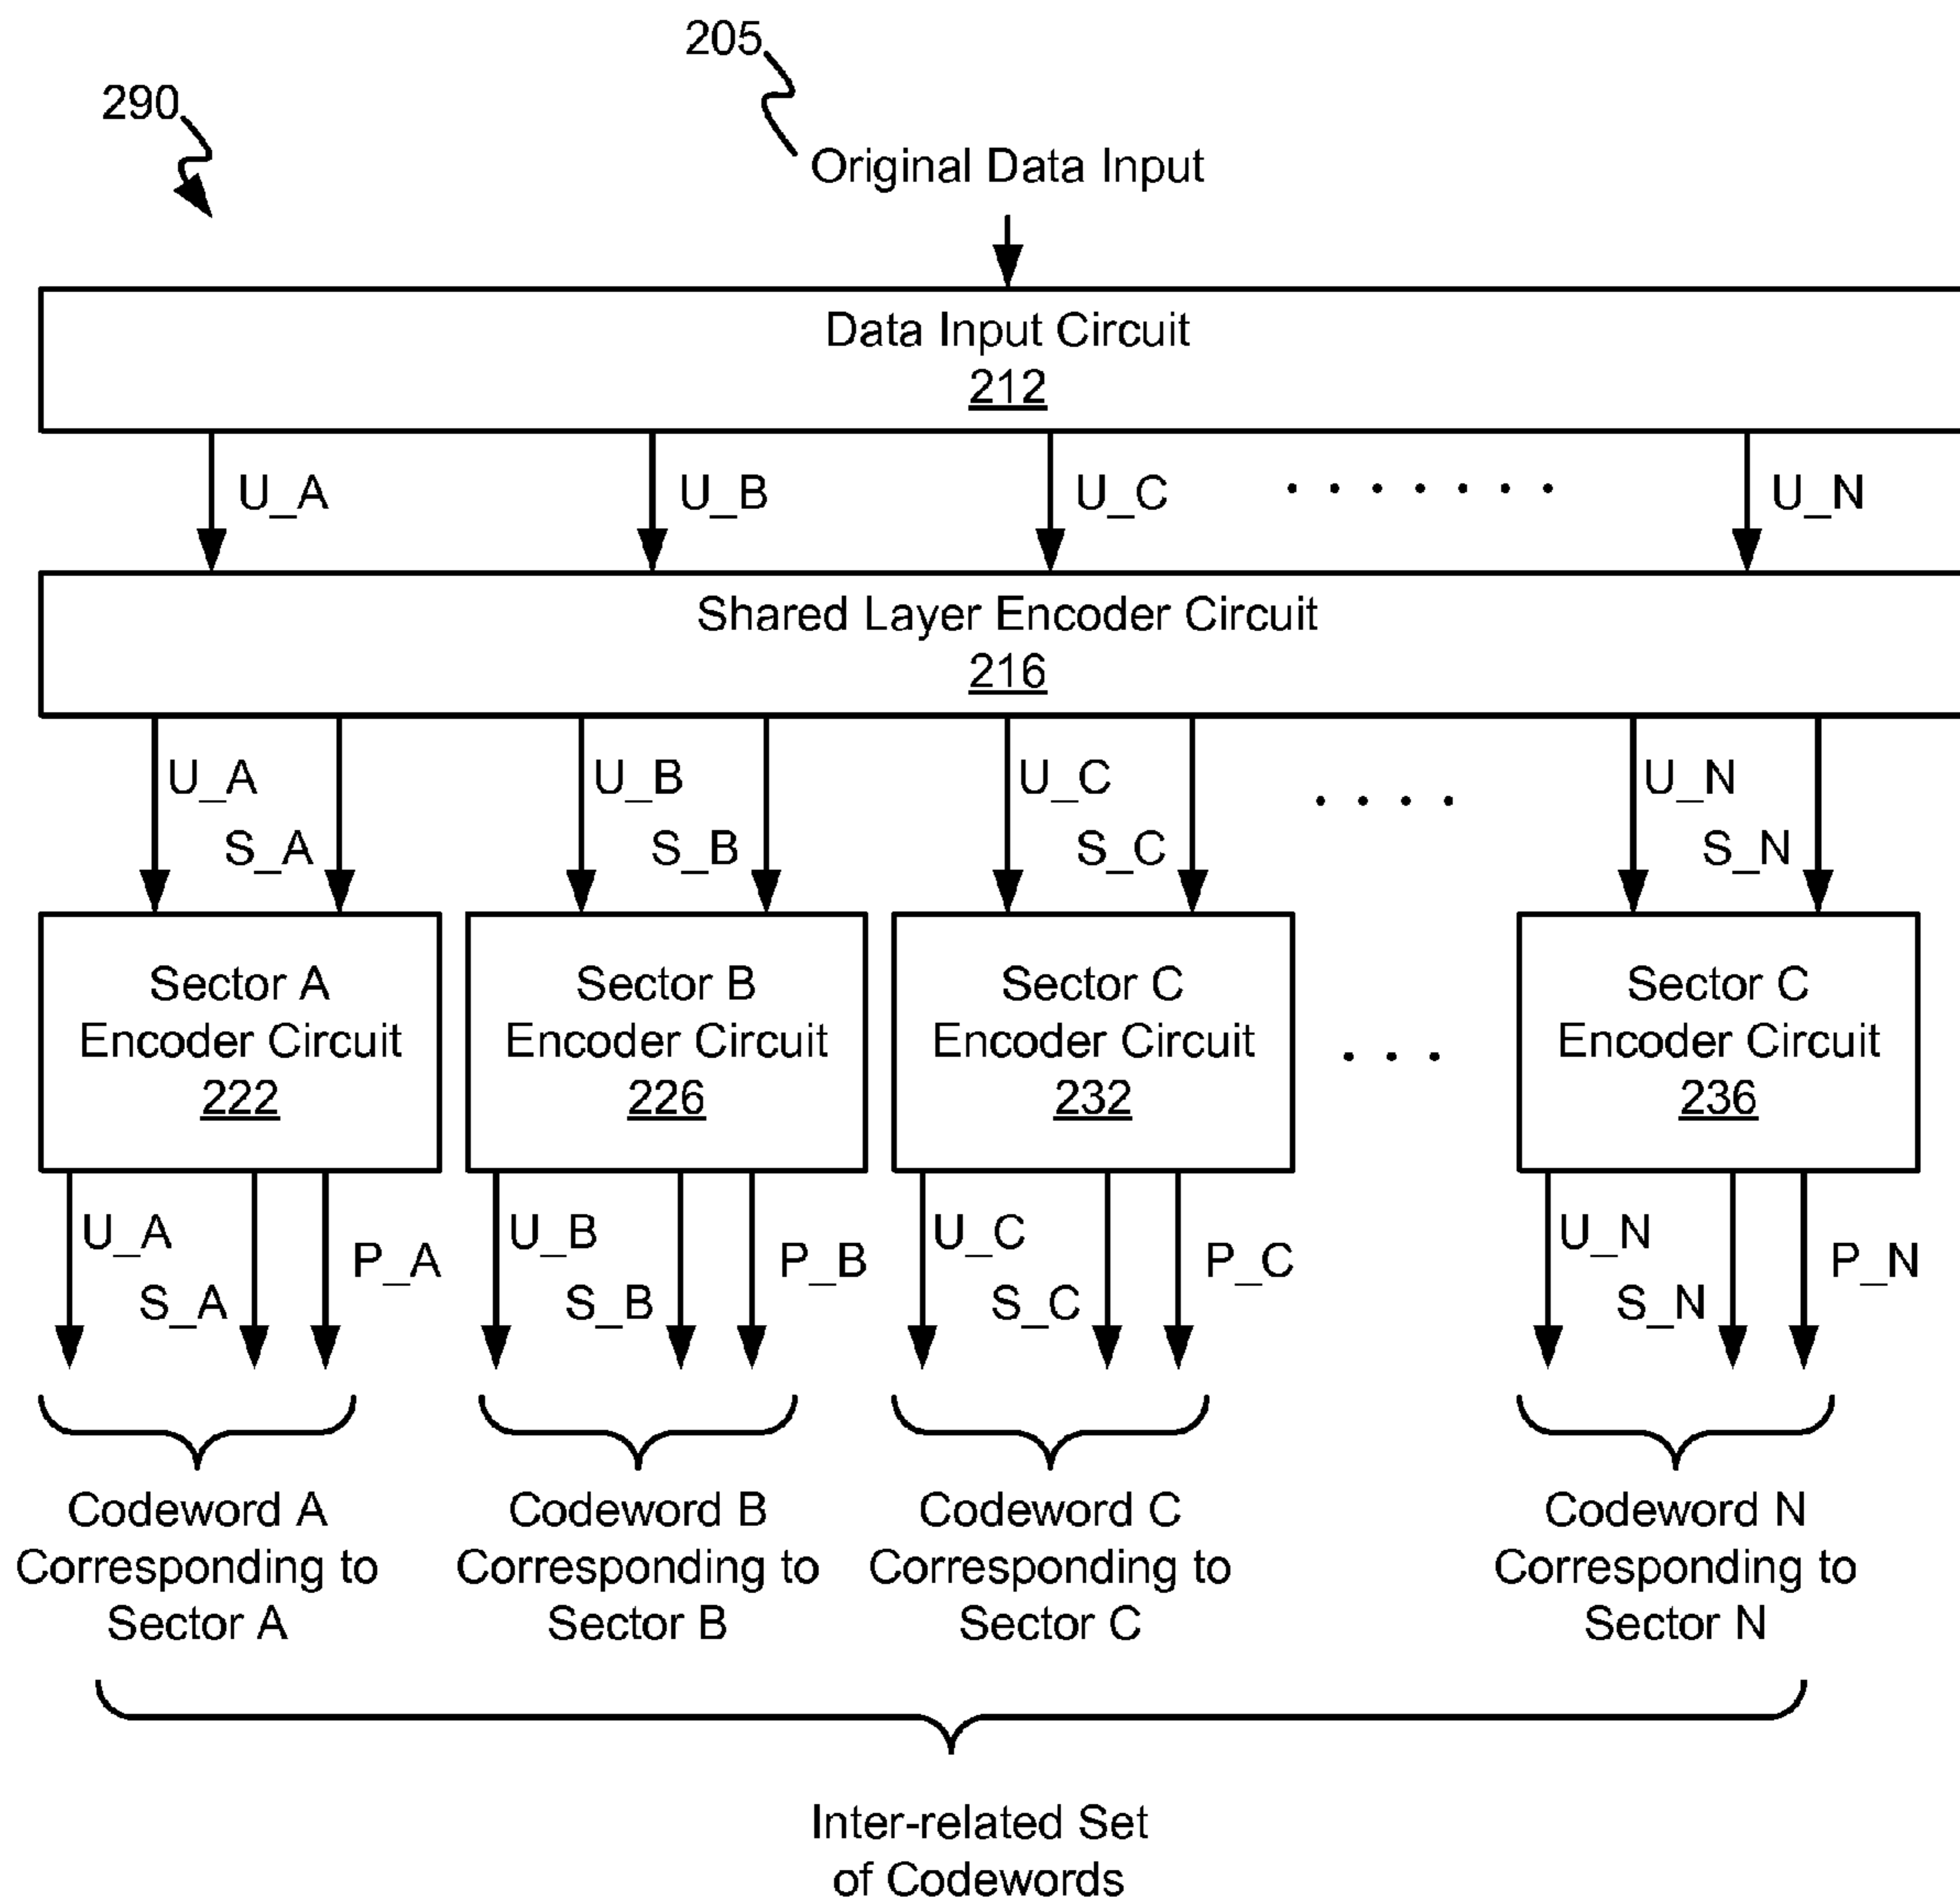 205
290
Original Data Input
Data Input Circuit
212
U_A
U_B
U_C
U_N
Shared Layer Encoder Circuit
216
U_A
U_B
U_C
U_N
S_A
S_B
S_C
S_N
Sector A
Encoder Circuit
222
Sector B
Encoder Circuit
226
Sector C
Encoder Circuit
232
Sector C
Encoder Circuit
236
U_A
S_A
P_A
U_B
S_B
P_B
U_C
S_C
P_C
U_N
S_N
P_N
Codeword A
Corresponding to
Sector A
Codeword B
Corresponding to
Sector B
Codeword C
Corresponding to
Sector C
Codeword N
Corresponding to
Sector N
Inter-related Set
of Codewords